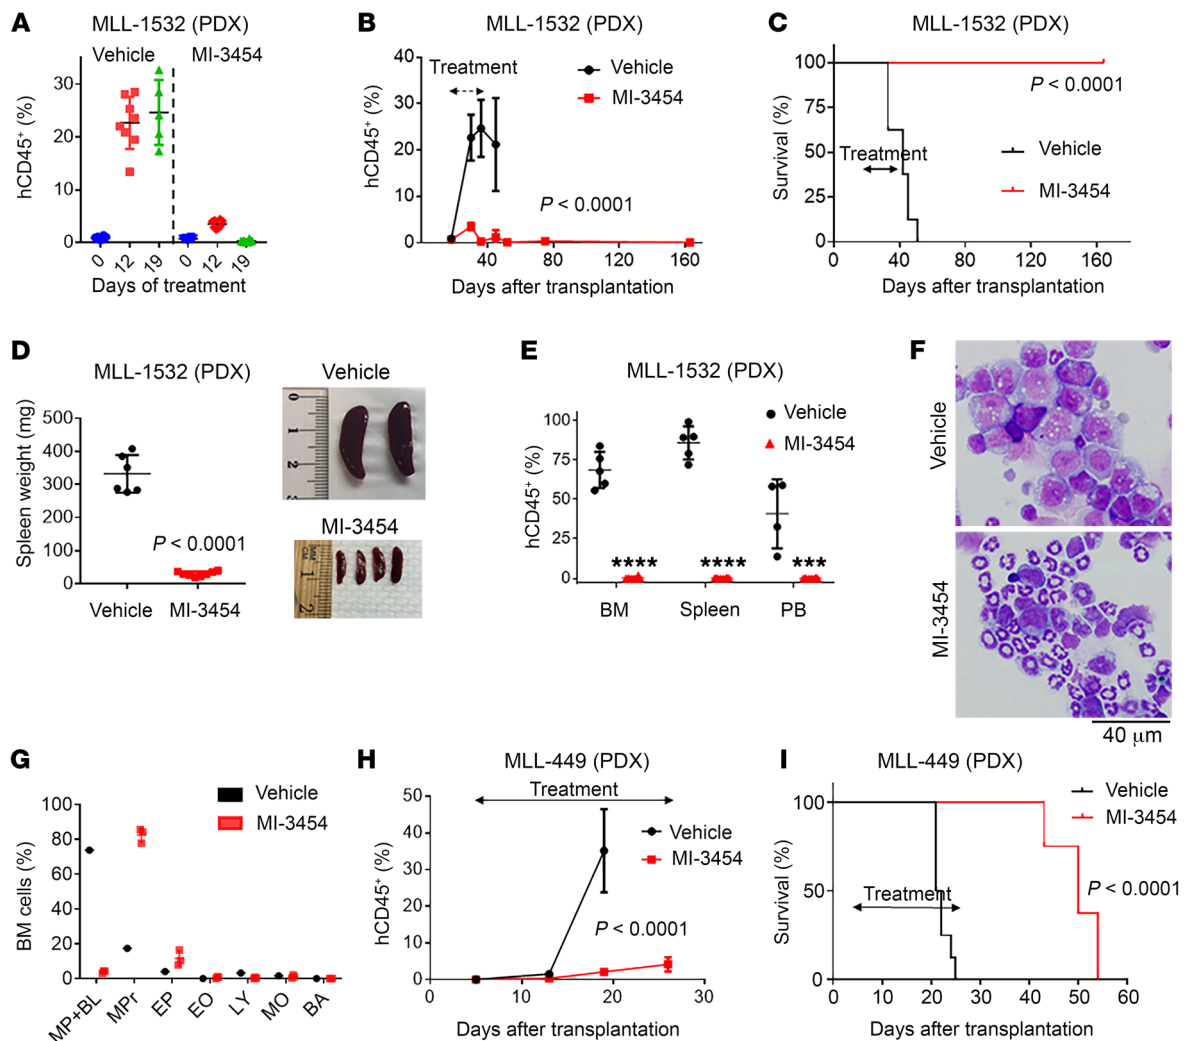 A
MLL-1532 (PDX)
Vehicle
MI-3454
hCD45⁺ (%)
30
20
10
0
0
12
19
0
12
19
Days of treatment
B
MLL-1532 (PDX)
Treatment
Vehicle
MI-3454
hCD45⁺ (%)
40
30
20
10
0
P < 0.0001
40
80
120
160
Days after transplantation
C
MLL-1532 (PDX)
Survival (%)
100
75
50
25
0
P < 0.0001
Treatment
Vehicle
MI-3454
0
40
80
120
160
Days after transplantation
D
MLL-1532 (PDX)
Spleen weight (mg)
500
400
300
200
100
0
P < 0.0001
Vehicle
MI-3454
Vehicle
0
1
2
MI-3454
1
2
E
MLL-1532 (PDX)
Vehicle
MI-3454
hCD45⁺ (%)
100
75
50
25
0
****
****
***
BM
Spleen
PB
F
Vehicle
MI-3454
40 μm
G
Vehicle
MI-3454
BM cells (%)
100
80
60
40
20
0
MP+BL
MPr
EP
EO
LY
MO
BA
H
MLL-449 (PDX)
Treatment
Vehicle
MI-3454
hCD45⁺ (%)
50
40
30
20
10
0
P < 0.0001
0
10
20
30
Days after transplantation
I
MLL-449 (PDX)
Vehicle
MI-3454
Survival (%)
100
50
0
P < 0.0001
Treatment
0
10
20
30
40
50
60
Days after transplantation